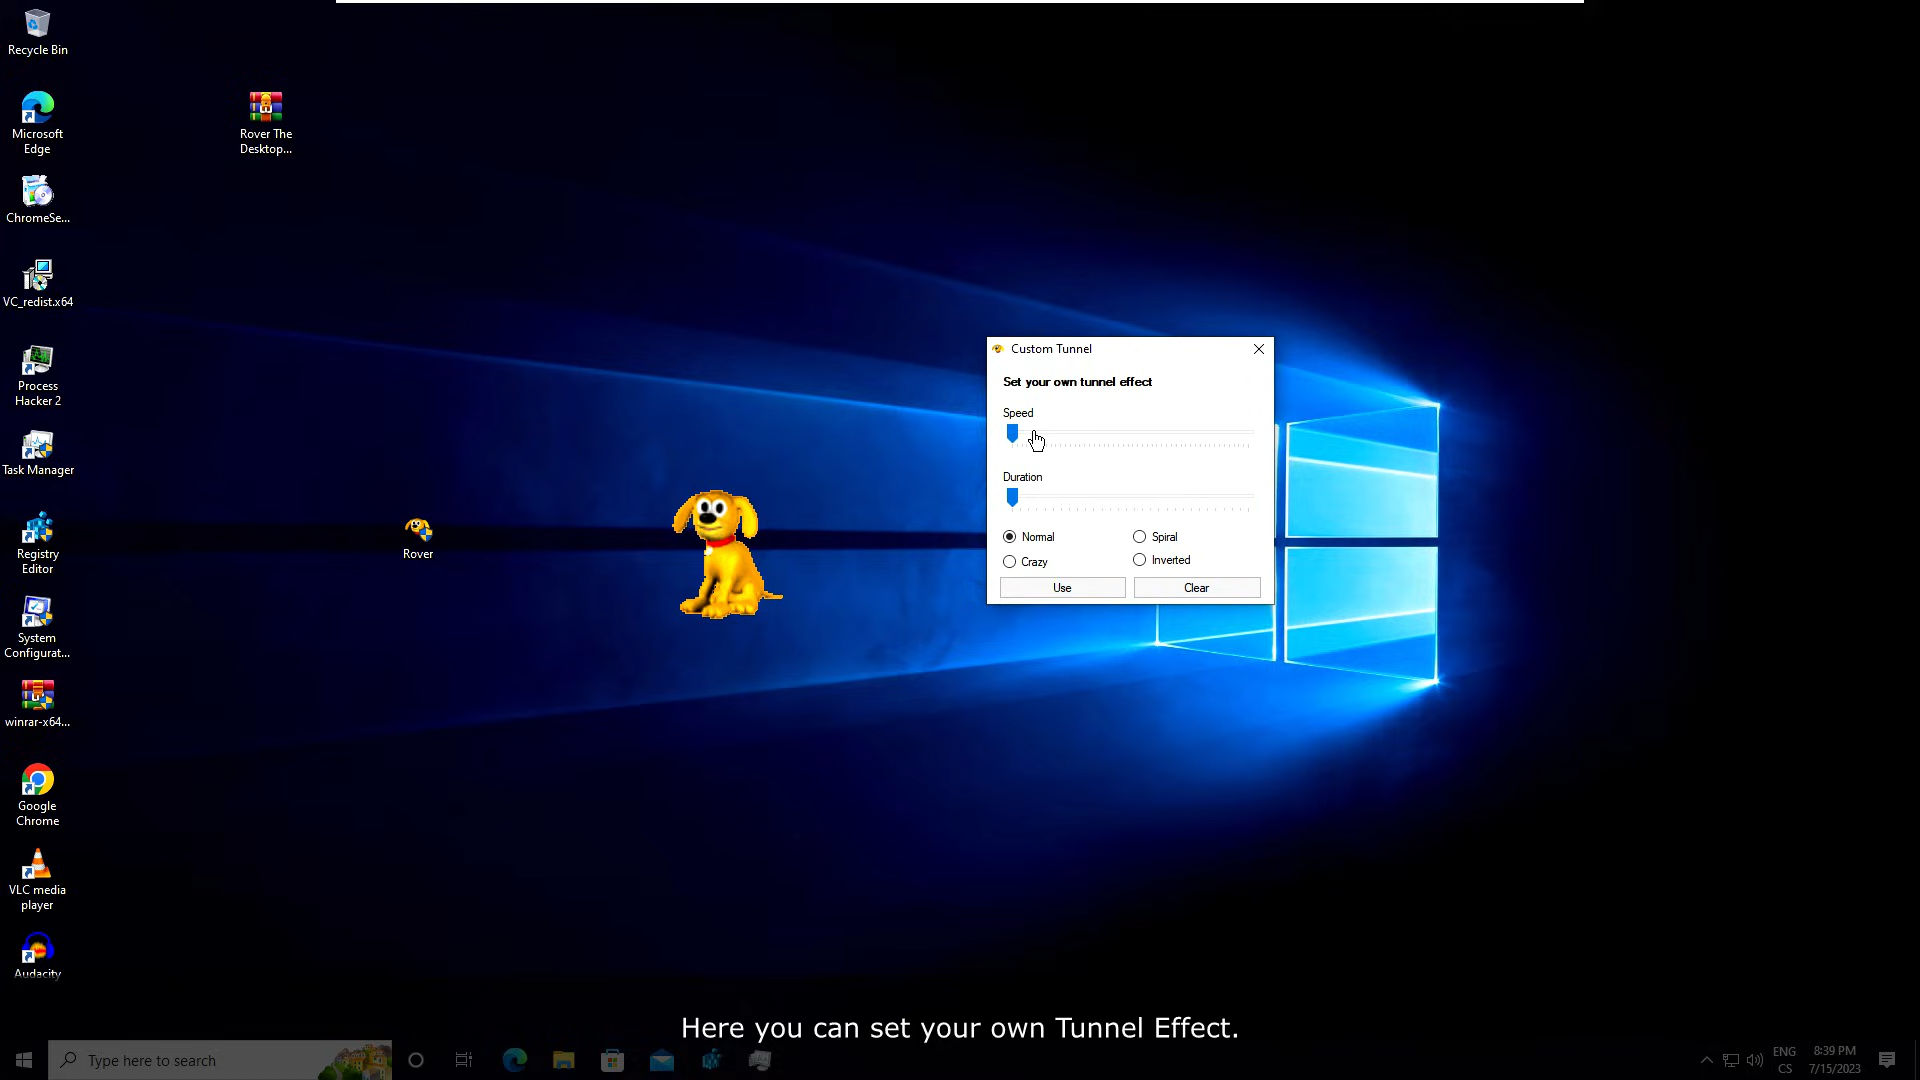 Recycle Bin
Microsoft
Edge
ChromeSe...
VC_redist.x64
Process
Hacker 2
Task Manager
Registry
Editor
System
Configurat...
winrar-x64...
Google
Chrome
VLC media
player
Audacity
Rover The
Desktop...
Rover
Custom Tunnel
Set your own tunnel effect
Speed
Duration
Normal
Spiral
Crazy
Inverted
Use
Clear
Here you can set your own Tunnel Effect.
Type here to search
ENG
CS
8:39 PM
7/15/2023